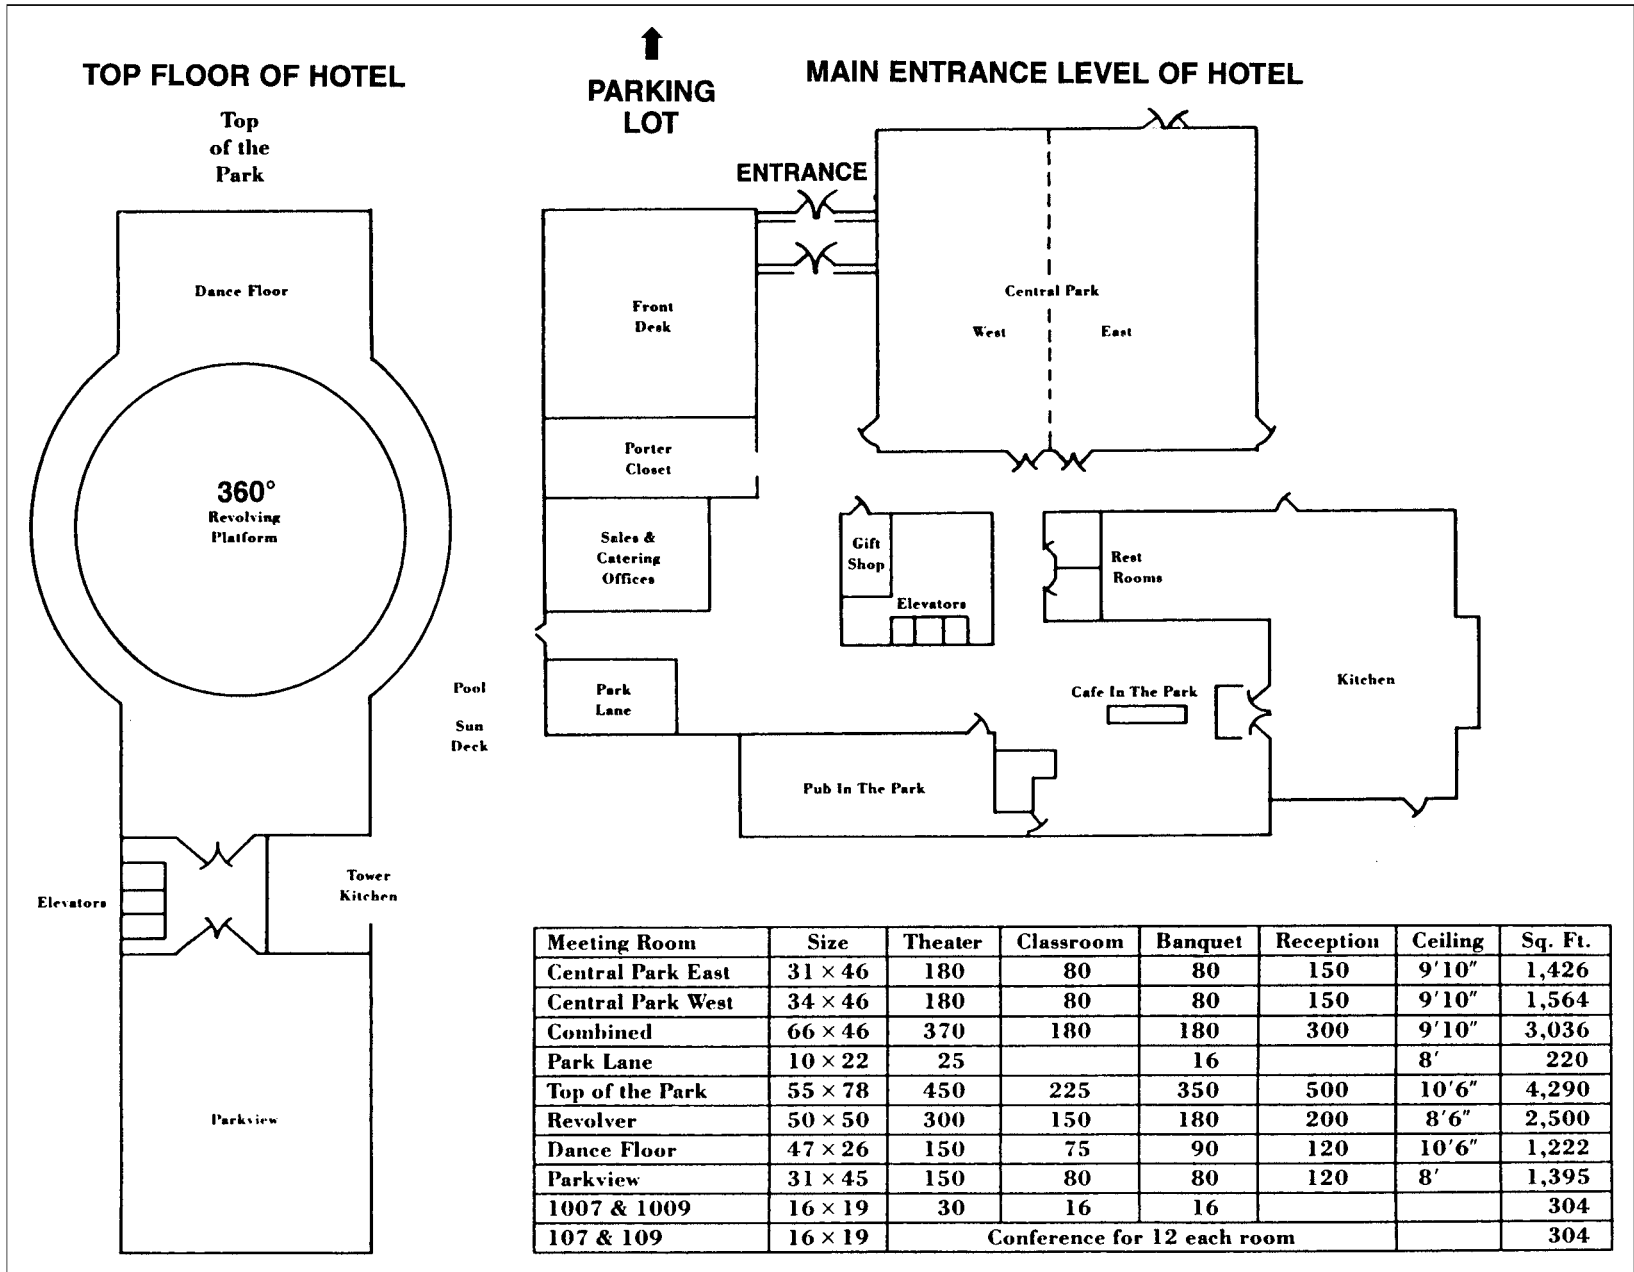 TOP FLOOR OF HOTEL
Top
of the
Park
Dance Floor
360°
Revolving
Platform
Elevators
Tower
Kitchen
Parkview
PARKING
LOT
MAIN ENTRANCE LEVEL OF HOTEL
ENTRANCE
Front
Desk
Central Park
West East
Porter
Closet
Sales &
Catering
Offices
Gift
Shop
Elevators
Rest
Rooms
Pool
Sun
Deck
Park
Lane
Cafe In The Park
Kitchen
Pub In The Park
Meeting Room Size Theater Classroom Banquet Reception Ceiling Sq. Ft.
Central Park East 31 × 46 180 80 80 150 9'10" 1,426
Central Park West 34 × 46 180 80 80 150 9'10" 1,564
Combined 66 × 46 370 180 180 300 9'10" 3,036
Park Lane 10 × 22 25 16 8' 220
Top of the Park 55 × 78 450 225 350 500 10'6" 4,290
Revolver 50 × 50 300 150 180 200 8'6" 2,500
Dance Floor 47 × 26 150 75 90 120 10'6" 1,222
Parkview 31 × 45 150 80 80 120 8' 1,395
1007 & 1009 16 × 19 30 16 16 304
107 & 109 16 × 19 Conference for 12 each room 304